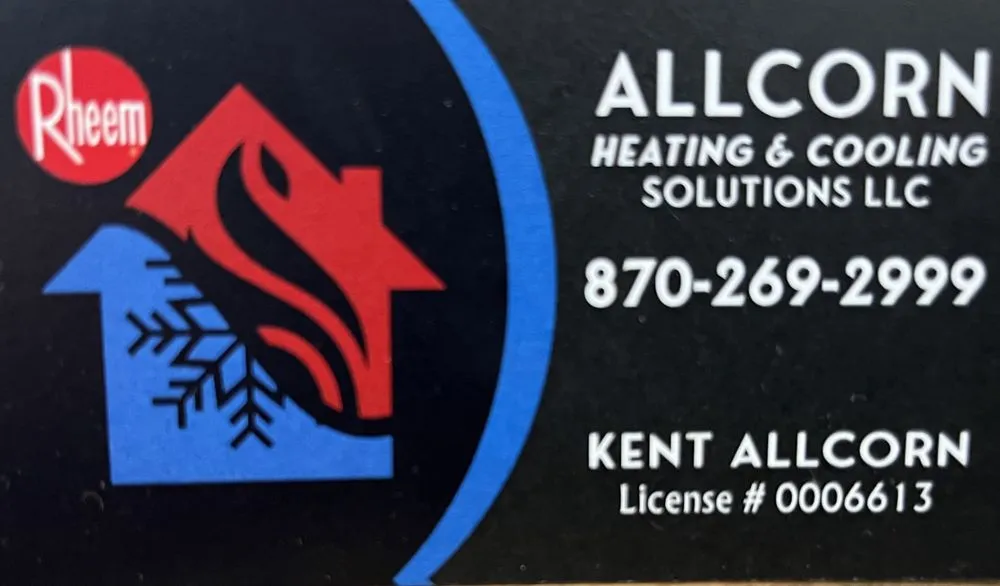 Rheem
ALLCORN
HEATING & COOLING
SOLUTIONS LLC
870-269-2999
KENT ALLCORN
License # 0006613